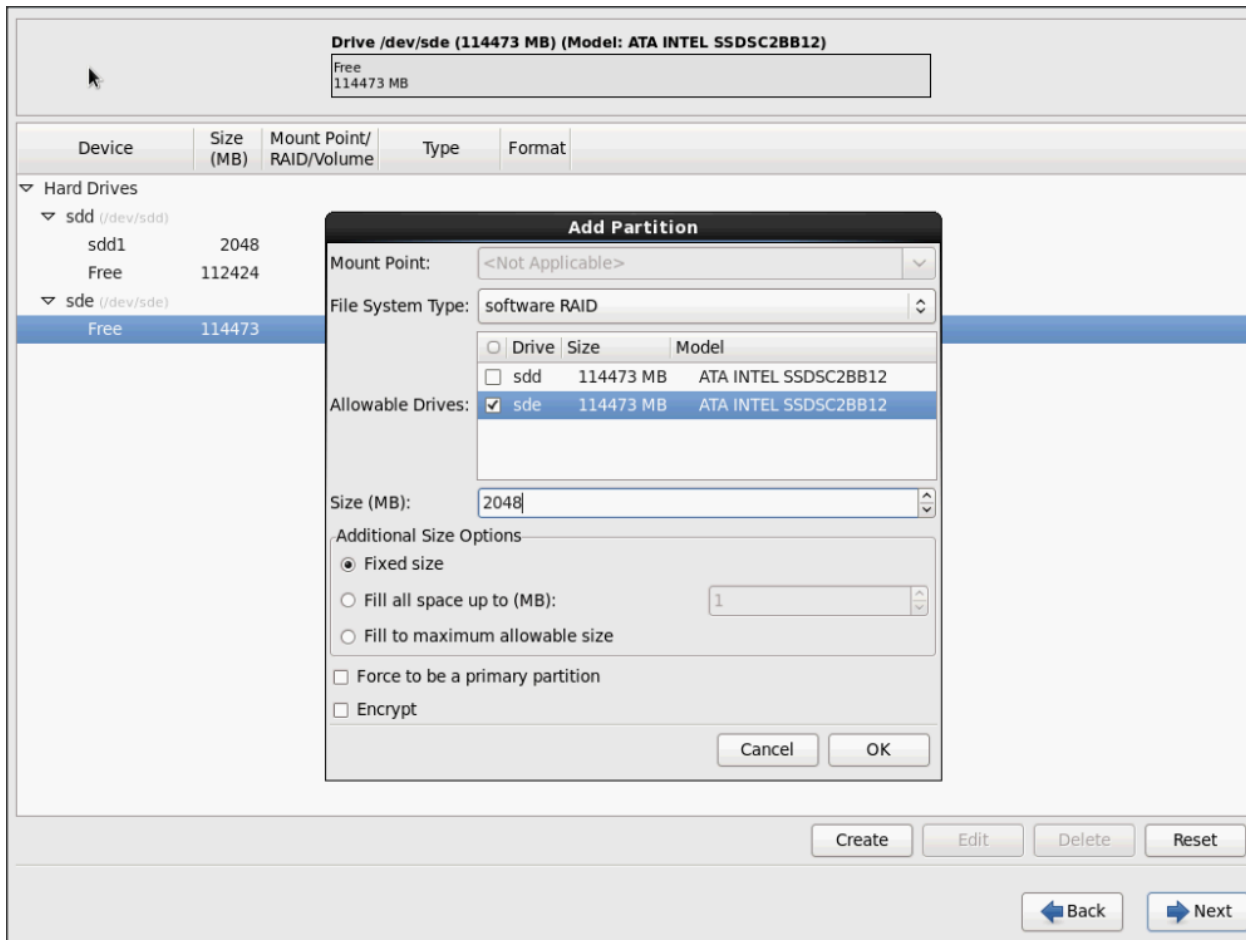 Drive /dev/sde (114473 MB) (Model: ATA INTEL SSDSC2BB12)
Free
114473 MB
Device Size (MB) Mount Point/ RAID/Volume Type Format
Hard Drives
sdd (/dev/sdd)
sdd1 2048
Free 112424
sde (/dev/sde)
Free 114473
Add Partition
Mount Point: <Not Applicable>
File System Type: software RAID
Drive Size Model
sdd 114473 MB ATA INTEL SSDSC2BB12
Allowable Drives: sde 114473 MB ATA INTEL SSDSC2BB12
Size (MB): 2048
Additional Size Options
Fixed size
Fill all space up to (MB): 1
Fill to maximum allowable size
Force to be a primary partition
Encrypt
Cancel OK
Create Edit Delete Reset
Back Next